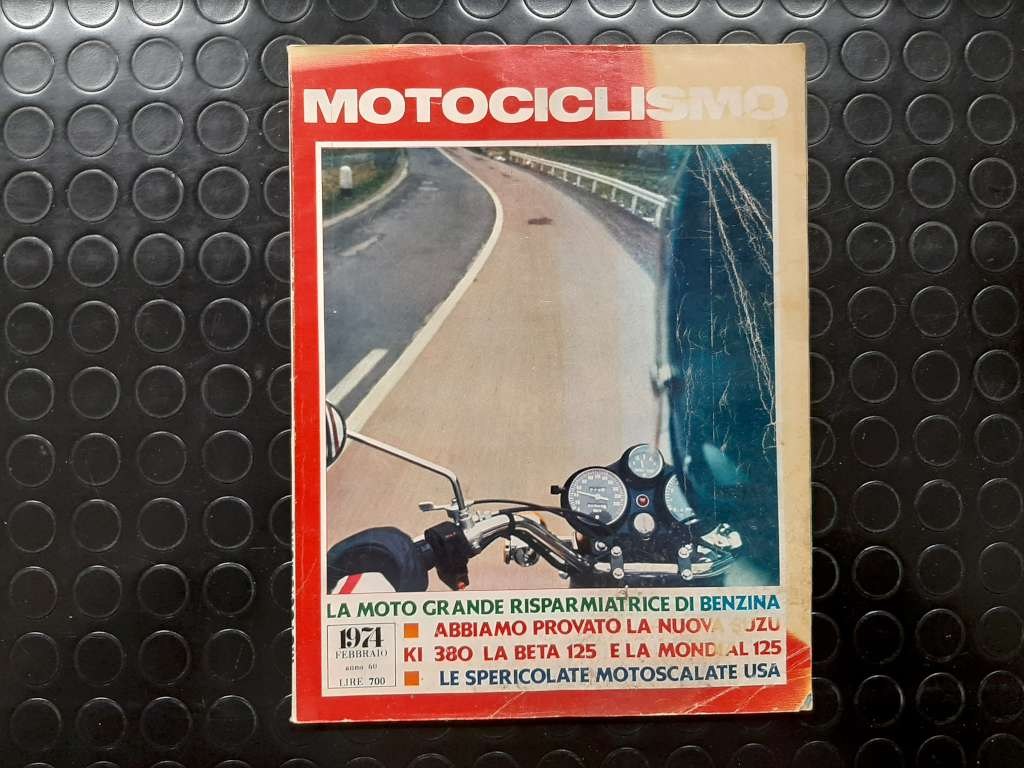 MOTOCICLISMO
LA MOTO GRANDE RISPARMIATRICE DI BENZINA
1974
FEBBRAIO
anno 60
LIRE 700
ABBIAMO PROVATO LA NUOVA SUZU
KI 380 LA BETA 125 E LA MONDIAL 125
LE SPERICOLATE MOTOSCALATE USA